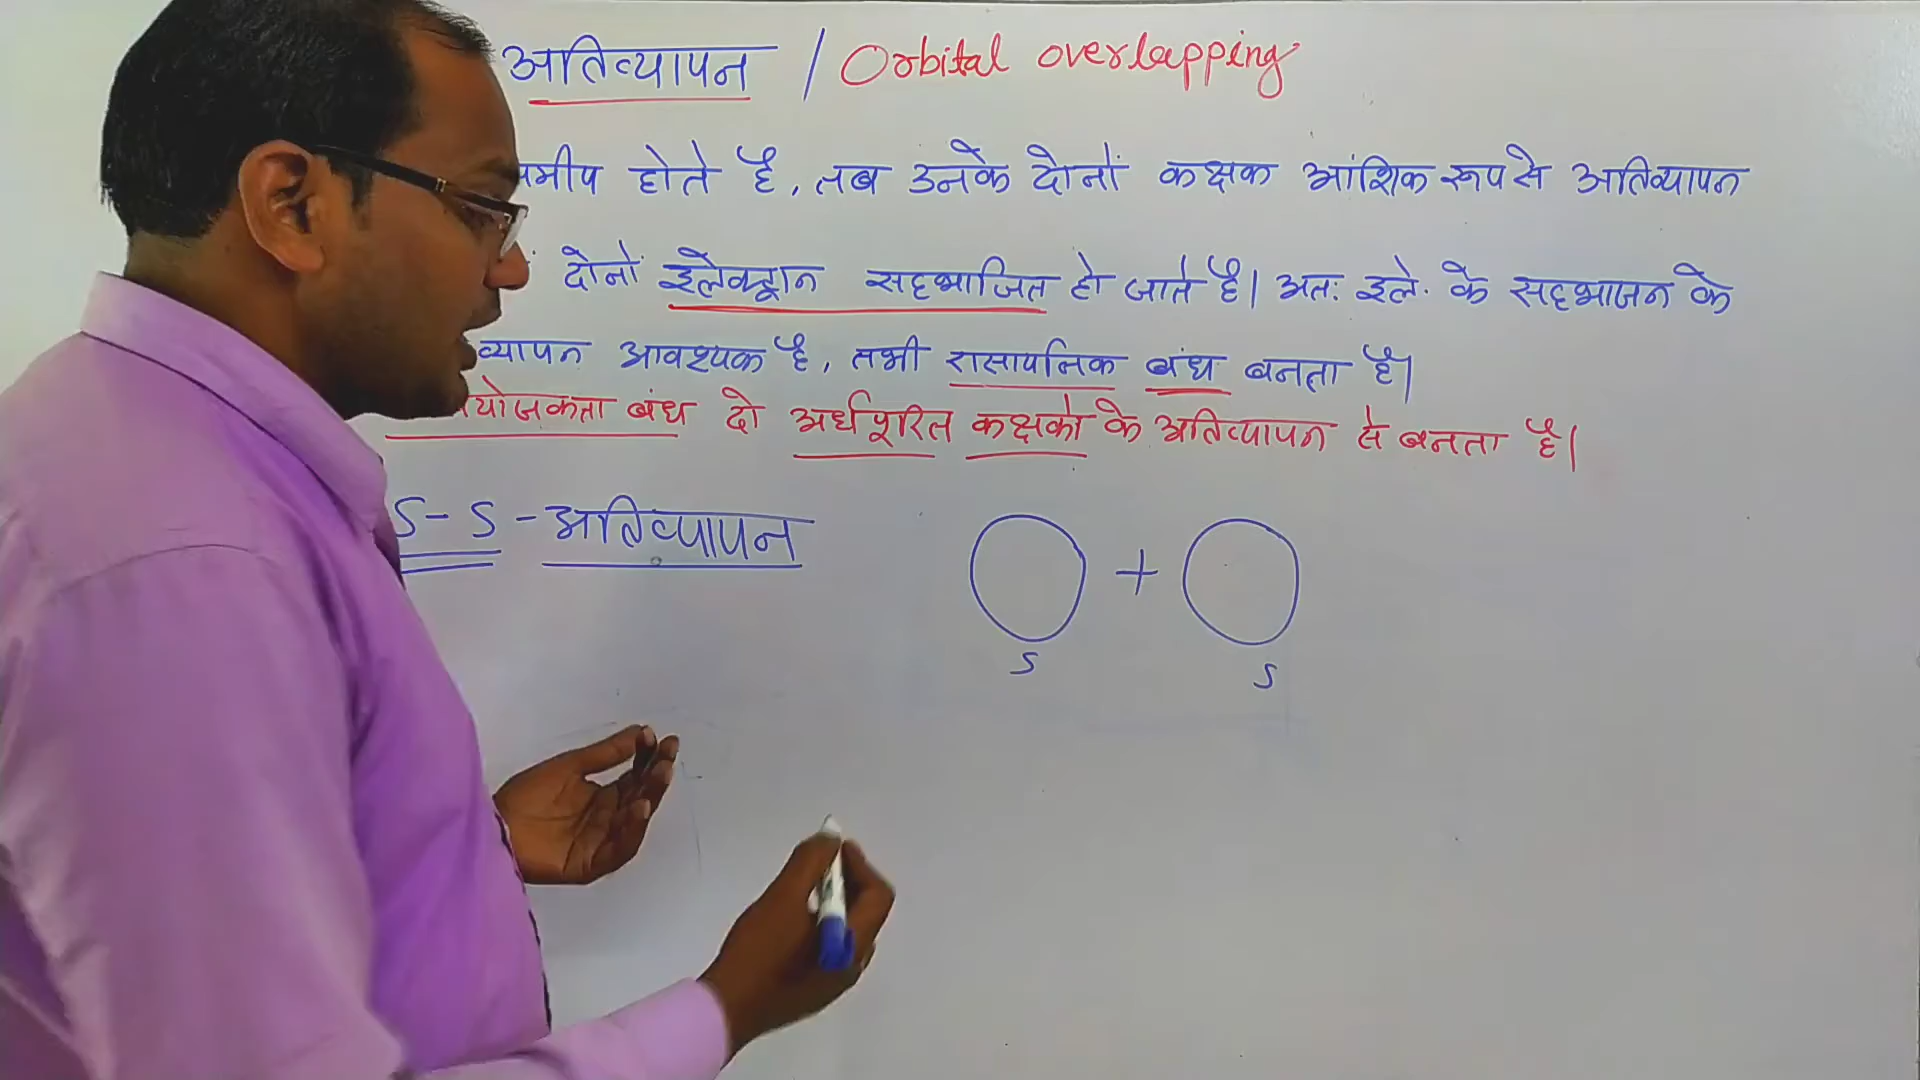 अतिव्यापन / Orbital overlapping
समीप होते है, तब उनके दोनों कक्षक आंशिक रूप से अतिव्यापन
दोनों इलेक्ट्रान सहभाजित हो जाते है। अतः इले. के सहभाजन के
व्यापन आवश्यक है, तभी रासायनिक बंध बनता है।
योजकता बंध दो अर्धपूरित कक्षको के अतिव्यापन से बनता है।
S-S-अतिव्यापन
+
S S